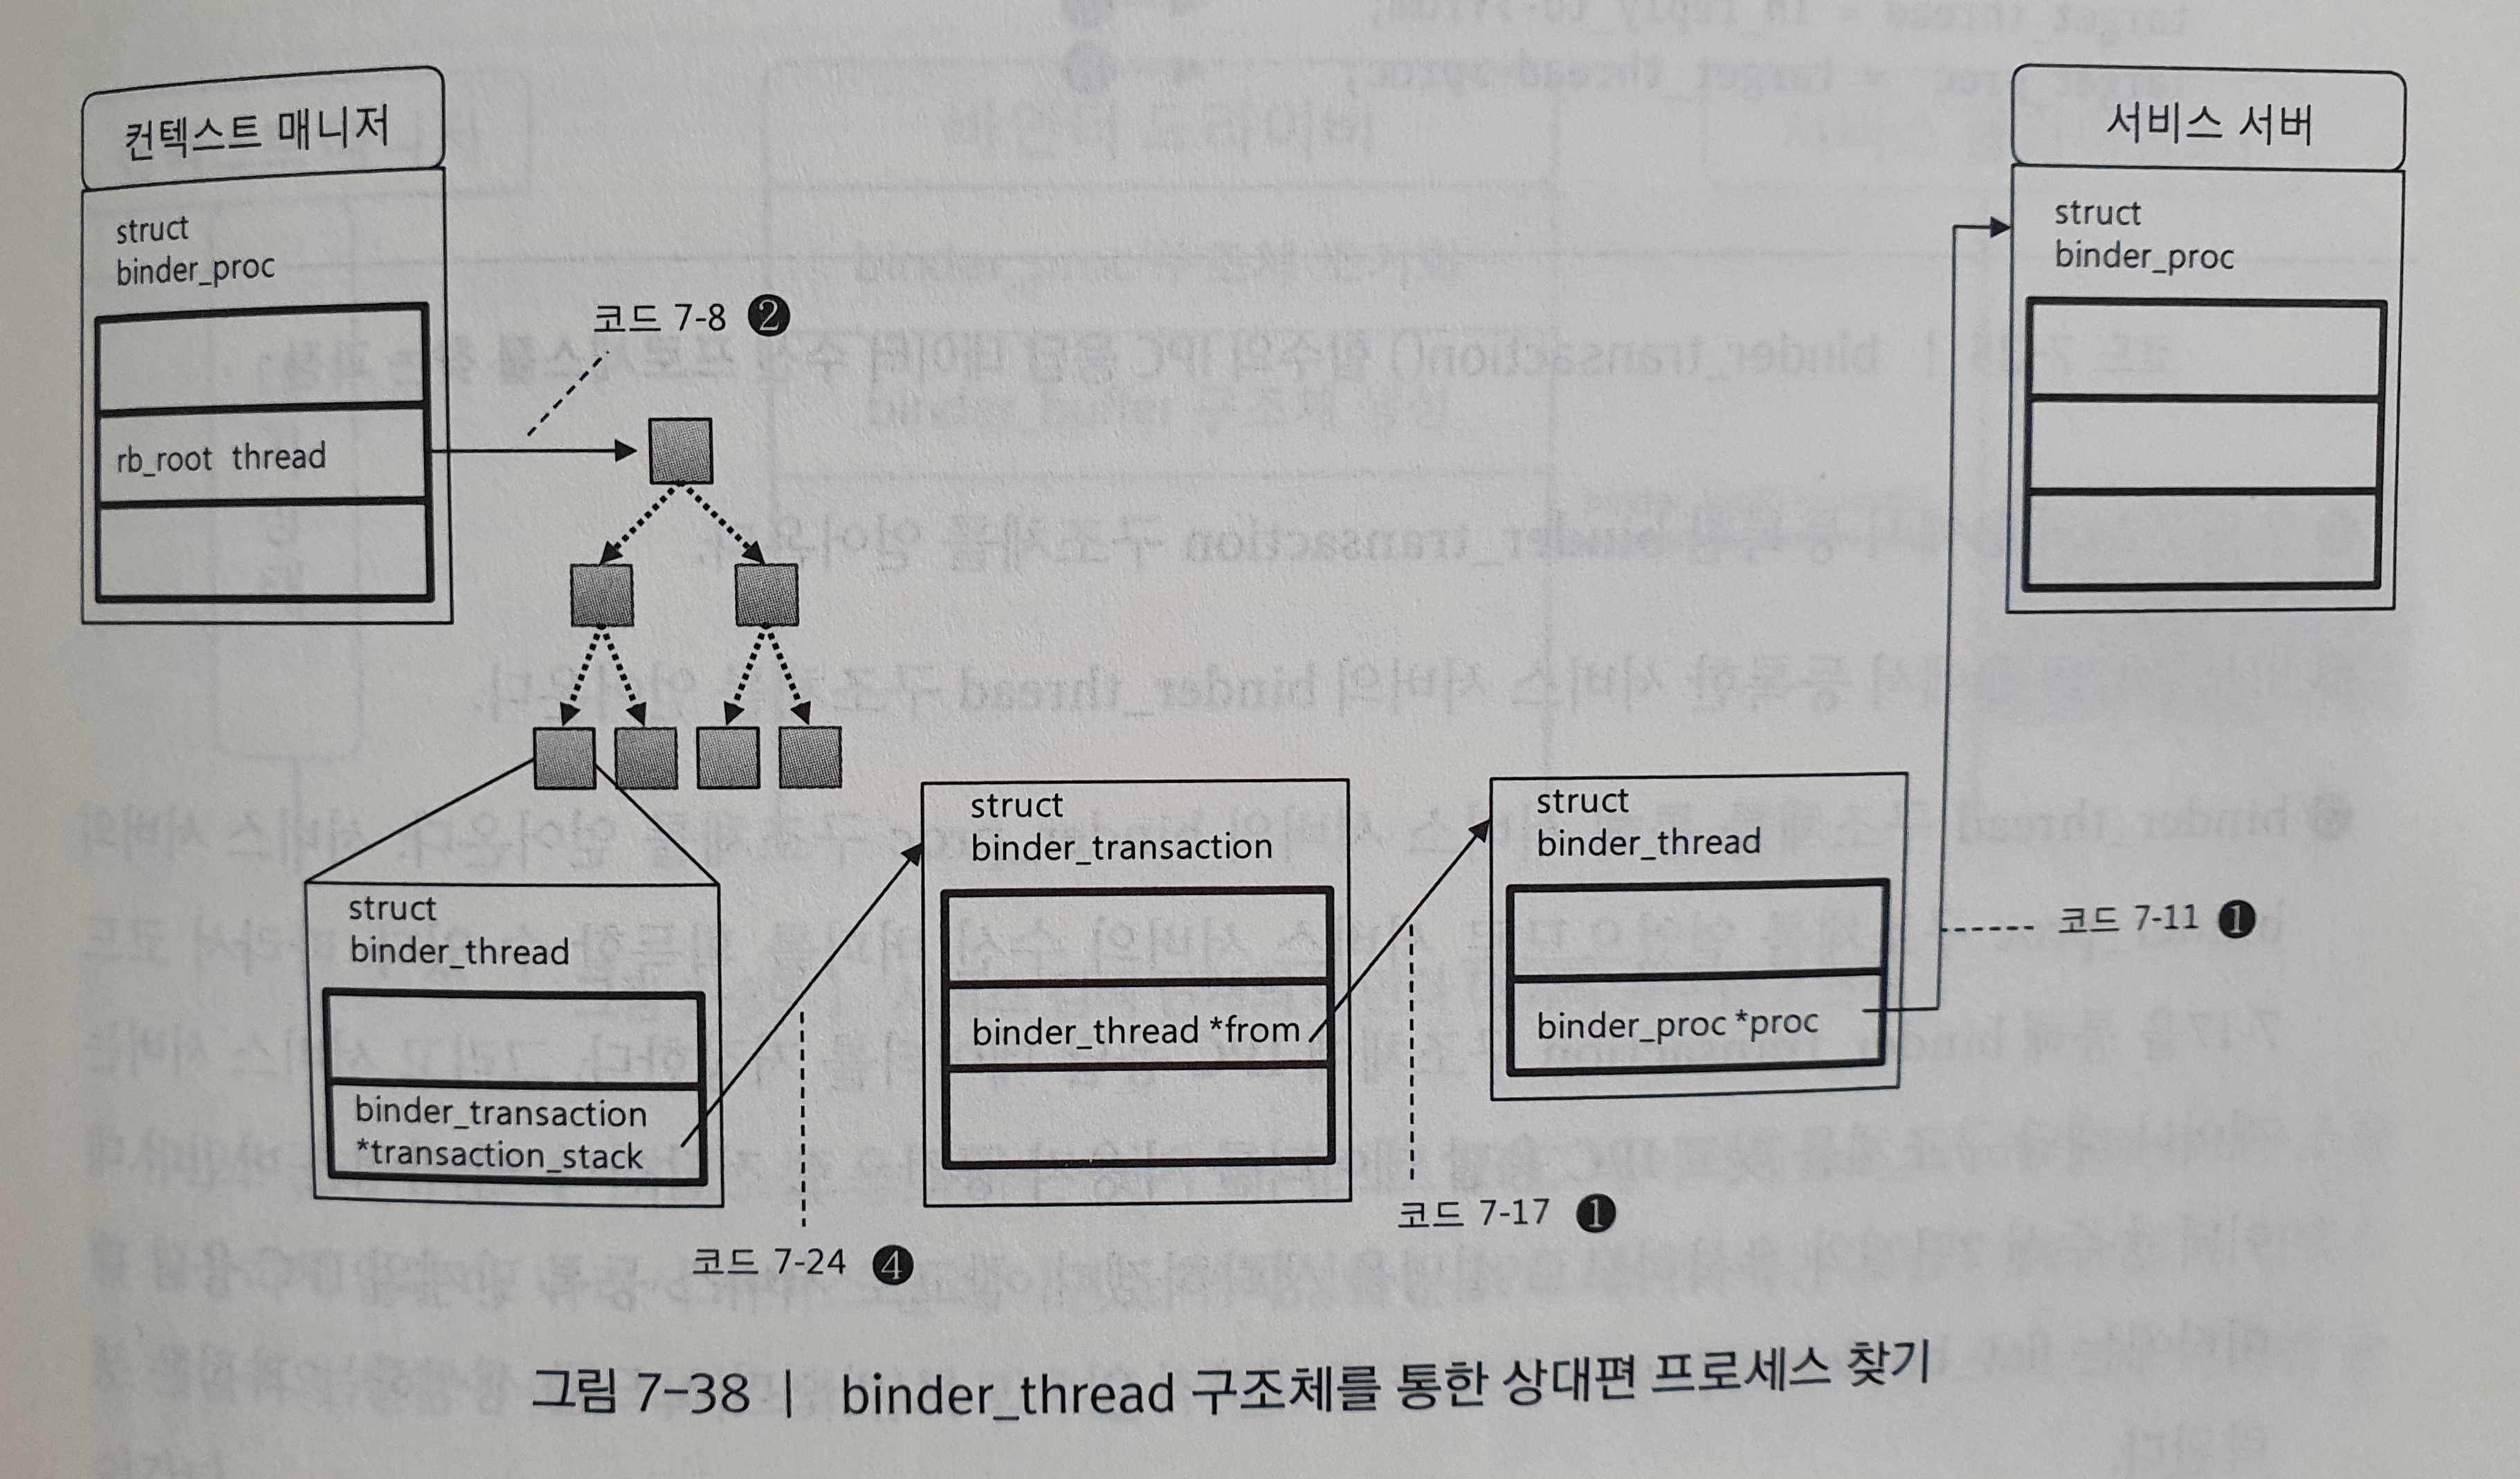 컨텍스트 매니저
struct
binder_proc
rb_root thread
코드 7-8 ❷
서비스 서버
struct
binder_proc
struct
binder_thread
binder_transaction
*transaction_stack
코드 7-24 ❹
struct
binder_transaction
binder_thread *from
코드 7-17 ❶
struct
binder_thread
binder_proc *proc
코드 7-11 ❶
그림 7-38 | binder_thread 구조체를 통한 상대편 프로세스 찾기